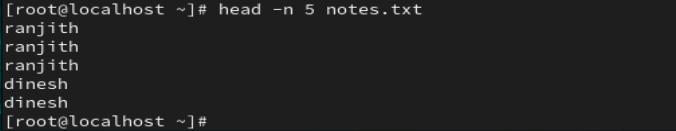 [root@localhost ~]# head -n 5 notes.txt
ranjith
ranjith
ranjith
dinesh
dinesh
[root@localhost ~]#